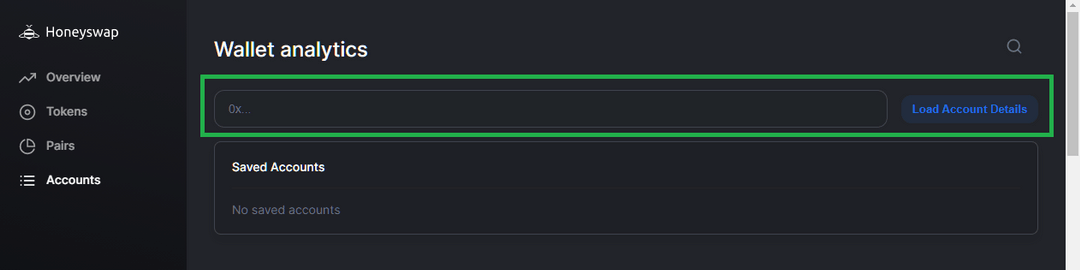 Honeyswap
Overview
Tokens
Pairs
Accounts
Wallet analytics
0x...
Load Account Details
Saved Accounts
No saved accounts